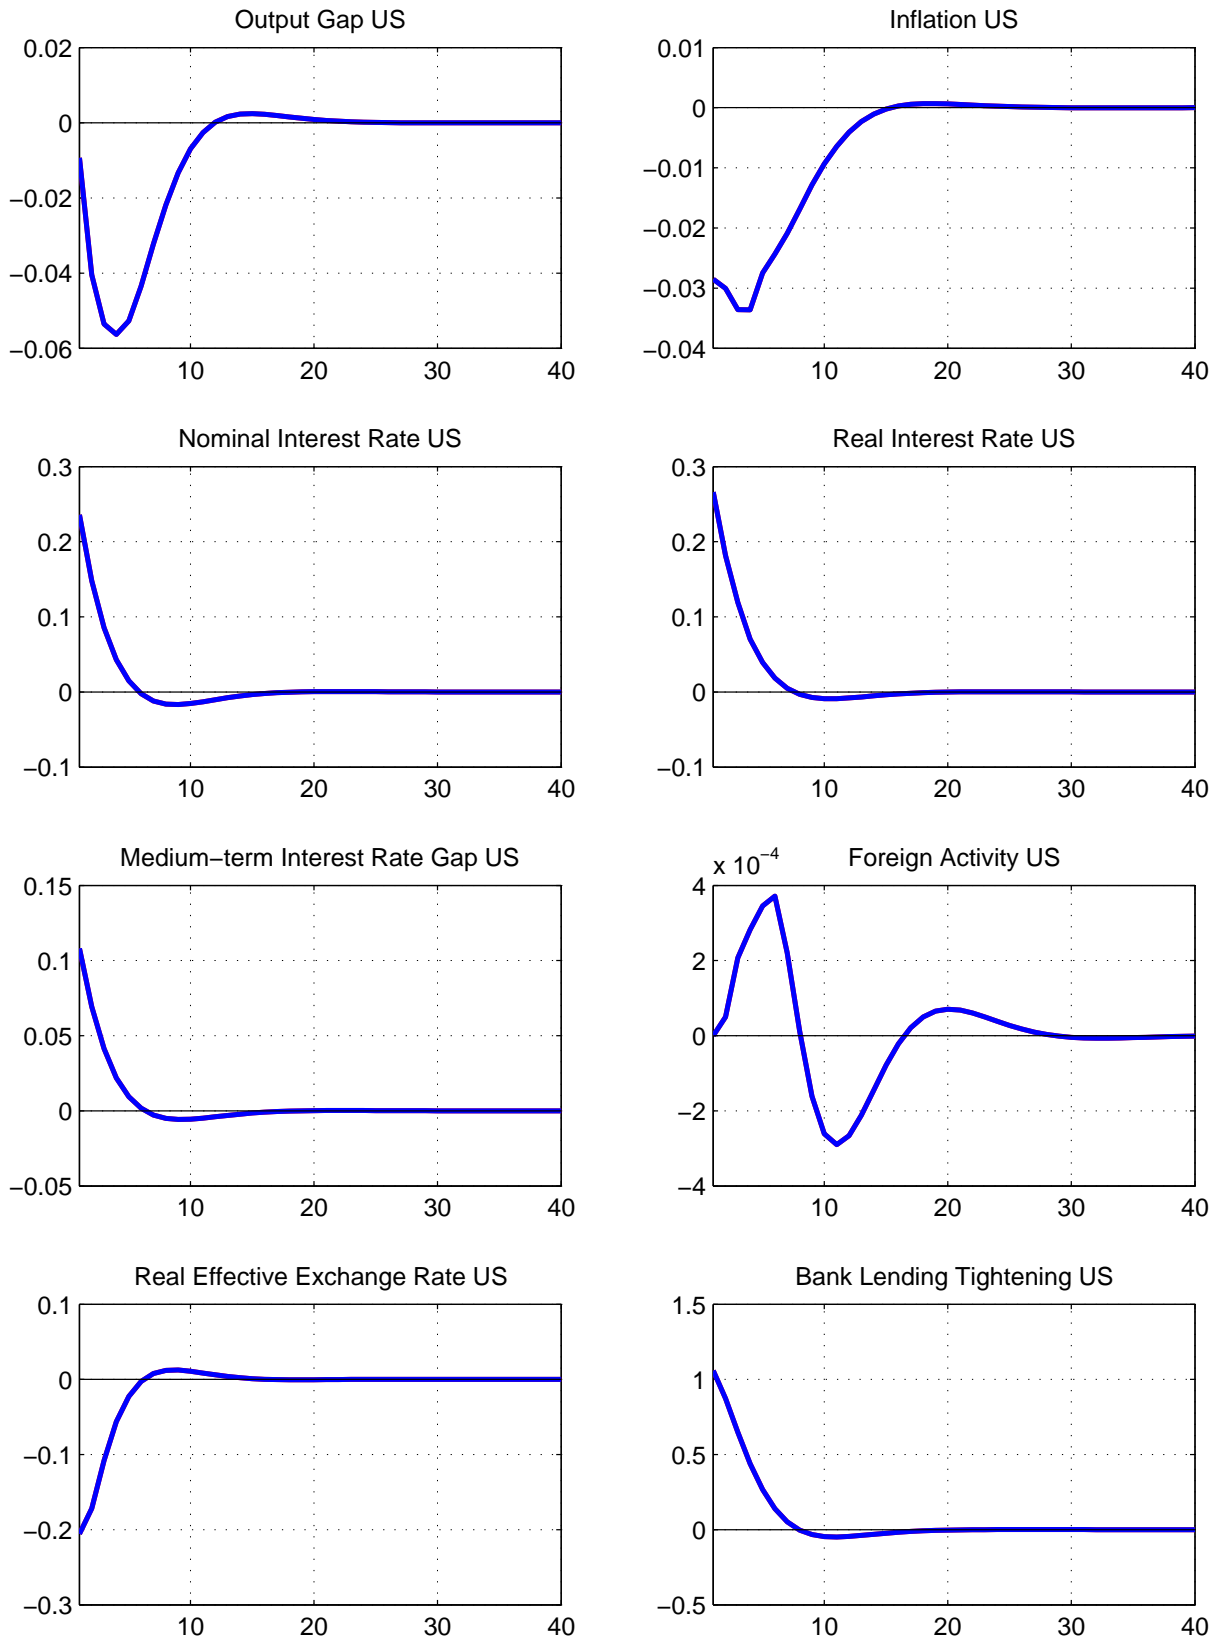 Output Gap US
0.02
0
−0.02
−0.04
−0.06
10 20 30 40
Inflation US
0.01
0
−0.01
−0.02
−0.03
−0.04
10 20 30 40
Nominal Interest Rate US
0.3
0.2
0.1
0
−0.1
10 20 30 40
Real Interest Rate US
0.3
0.2
0.1
0
−0.1
10 20 30 40
Medium−term Interest Rate Gap US
0.15
0.1
0.05
0
−0.05
10 20 30 40
x 10⁻⁴ Foreign Activity US
4
2
0
−2
−4
10 20 30 40
Real Effective Exchange Rate US
0.1
0
−0.1
−0.2
−0.3
10 20 30 40
Bank Lending Tightening US
1.5
1
0.5
0
−0.5
10 20 30 40